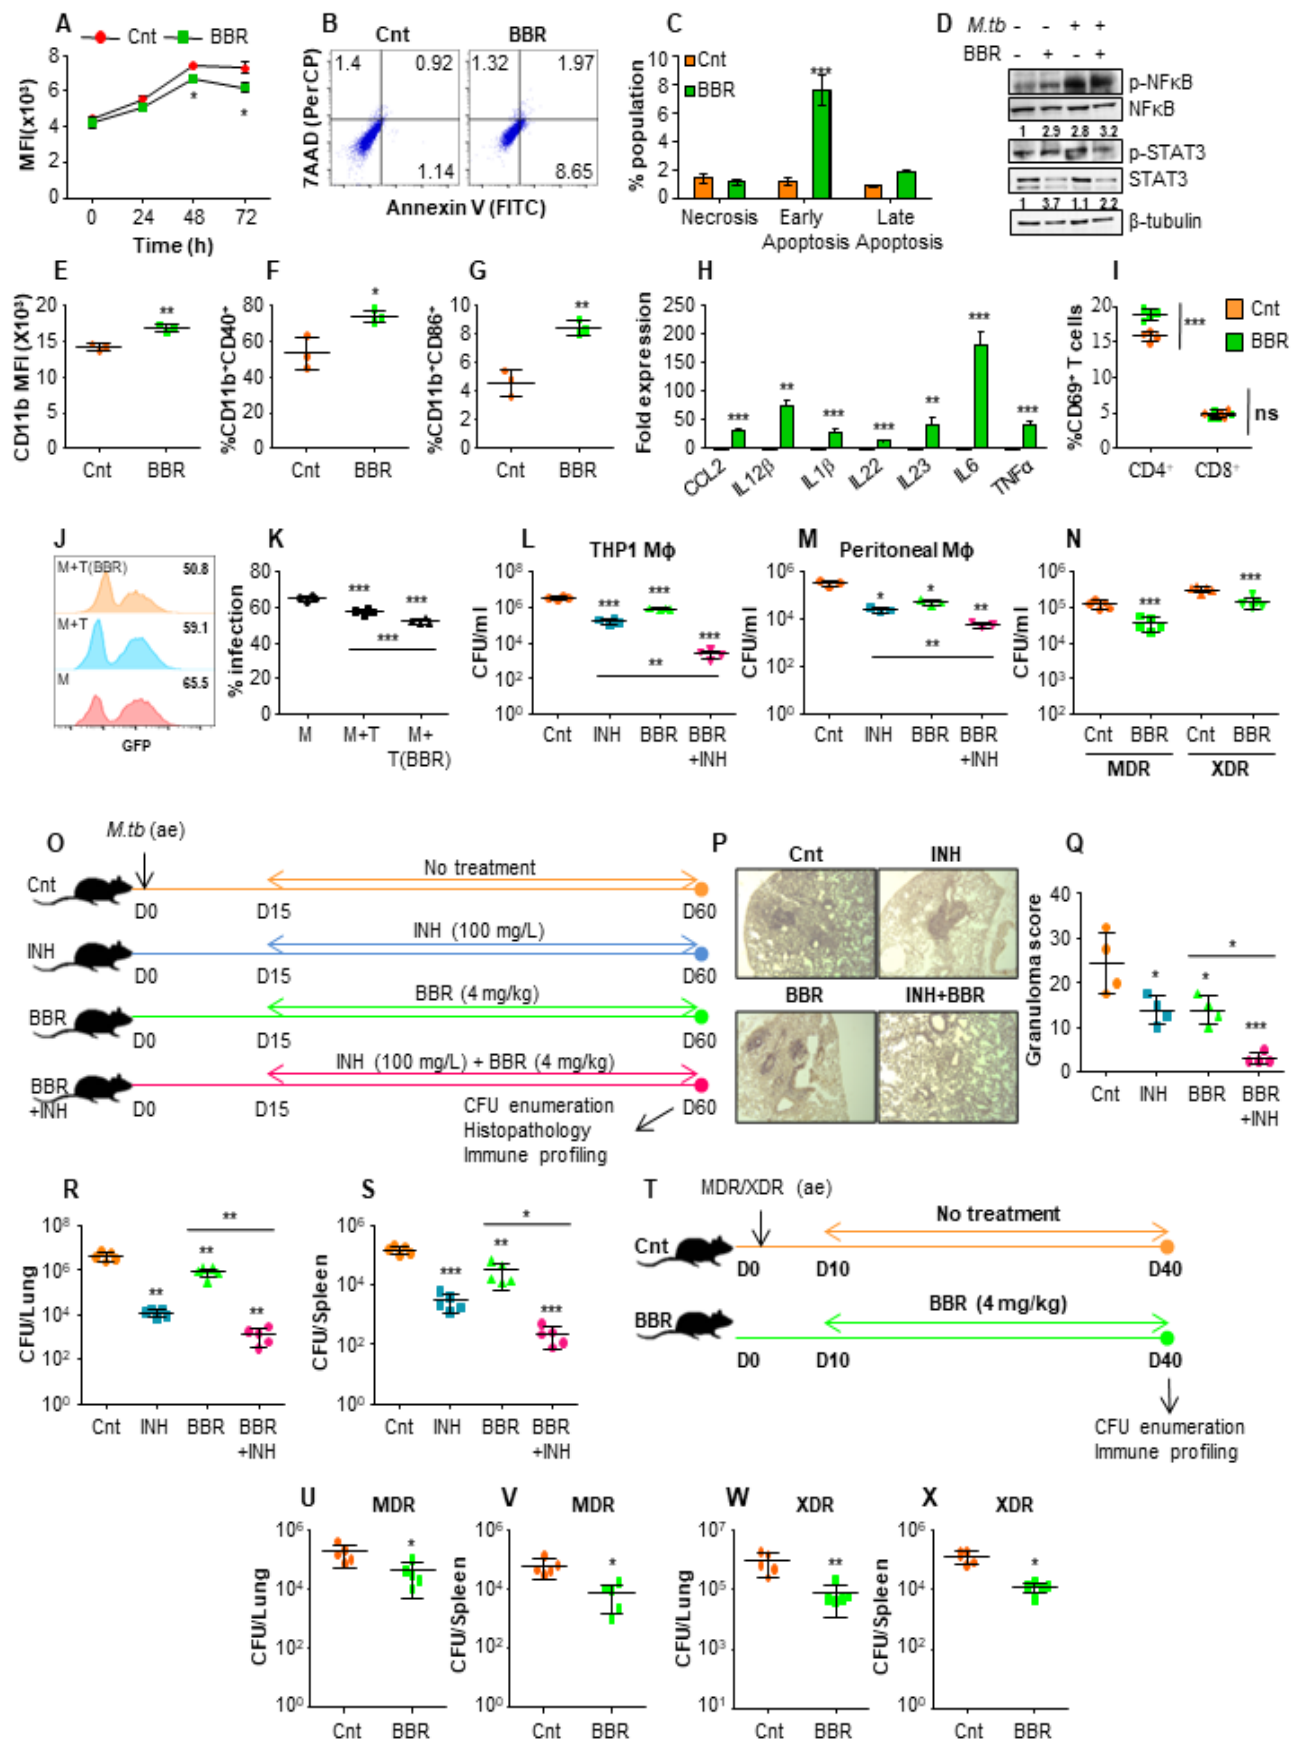 A
Cnt
BBR
MFI(x10³)
8
6
4
2
0
0 24 48 72
Time (h)
*
*
B
Cnt BBR
7AAD (PerCP)
1.4 0.92
1.14
1.32 1.97
8.65
Annexin V (FITC)
C
Cnt
BBR
% population
10
8
6
4
2
0
***
Necrosis Early Apoptosis Late Apoptosis
D
M.tb - - + +
BBR - + - +
p-NFκB
NFκB
1 2.9 2.8 3.2
p-STAT3
STAT3
1 3.7 1.1 2.2
β-tubulin
E
CD11b MFI (X10³)
20
15
10
5
0
**
Cnt BBR
F
%CD11b⁺CD40⁺
80
60
40
20
0
*
Cnt BBR
G
%CD11b⁺CD86⁺
10
8
6
4
2
0
**
Cnt BBR
H
Fold expression
250
200
150
100
50
0
*** ** *** *** ** *** ***
CCL2 IL12β IL1β IL22 IL23 IL6 TNFα
I
%CD69⁺ T cells
20
15
10
5
0
***
ns
Cnt
BBR
CD4⁺ CD8⁺
J
M+T(BBR) 50.8
M+T 59.1
M 65.5
GFP
K
% infection
80
60
40
20
0
*** ***
***
M M+T M+
T(BBR)
L
THP1 Mϕ
CFU/ml
10⁸
10⁶
10⁴
10²
10⁰
*** *** ***
**
Cnt INH BBR BBR
+INH
M
Peritoneal Mϕ
CFU/ml
10⁶
10⁴
10²
10⁰
* * **
**
Cnt INH BBR BBR
+INH
N
CFU/ml
10⁶
10⁵
10⁴
10³
10²
*** ***
Cnt BBR Cnt BBR
MDR XDR
O
M.tb (ae)
Cnt
No treatment
D0 D15 D60
INH
INH (100 mg/L)
D0 D15 D60
BBR
BBR (4 mg/kg)
D0 D15 D60
BBR
+INH
INH (100 mg/L) + BBR (4 mg/kg)
D0 D15 D60
CFU enumeration
Histopathology
Immune profiling
P
Cnt INH
BBR INH+BBR
Q
Granuloma score
40
30
20
10
0
* * ***
*
Cnt INH BBR BBR
+INH
R
CFU/Lung
10⁸
10⁶
10⁴
10²
10⁰
** ** **
**
Cnt INH BBR BBR
+INH
S
CFU/Spleen
10⁶
10⁴
10²
10⁰
*** ** ***
*
Cnt INH BBR BBR
+INH
T
MDR/XDR (ae)
Cnt
No treatment
D0 D10 D40
BBR
BBR (4 mg/kg)
D0 D10 D40
CFU enumeration
Immune profiling
U
MDR
CFU/Lung
10⁶
10⁴
10²
10⁰
*
Cnt BBR
V
MDR
CFU/Spleen
10⁶
10⁴
10²
10⁰
*
Cnt BBR
W
XDR
CFU/Lung
10⁷
10⁵
10³
10¹
**
Cnt BBR
X
XDR
CFU/Spleen
10⁶
10⁴
10²
10⁰
*
Cnt BBR